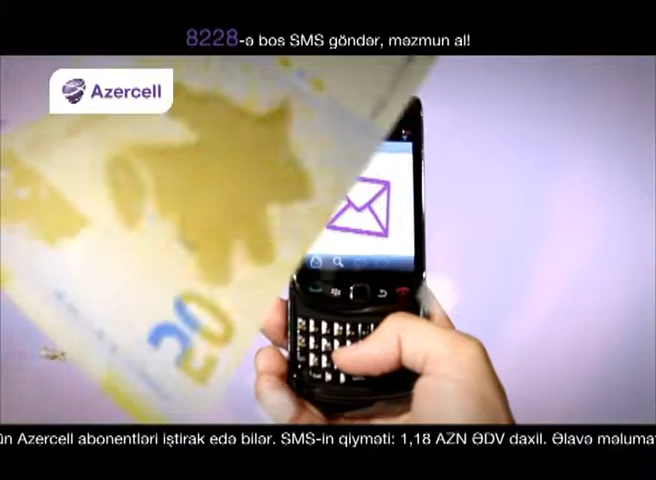 8228-ə boş SMS göndər, məzmun al!
Azercell
20
ün Azercell abonentləri iştirak edə bilər. SMS-in qiyməti: 1,18 AZN ƏDV daxil. Əlavə məlumat